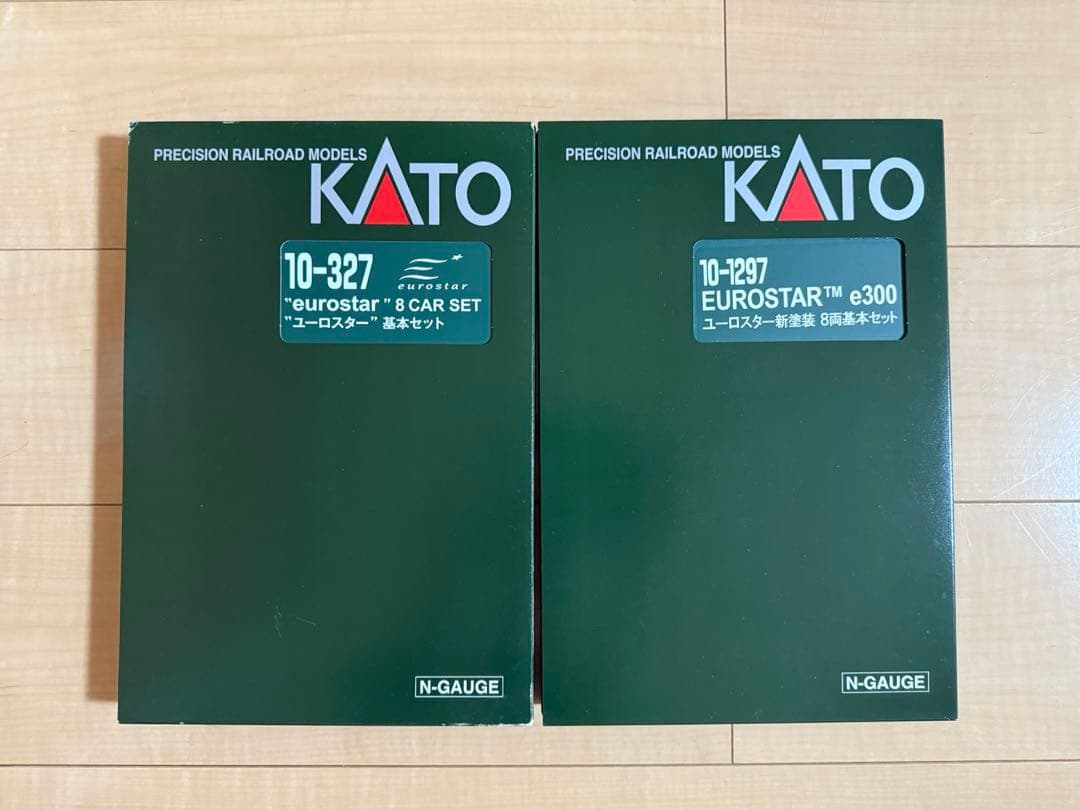 PRECISION RAILROAD MODELS
KATO
10-327
eurostar
"eurostar" 8 CAR SET
"ユーロスター" 基本セット
N-GAUGE
PRECISION RAILROAD MODELS
KATO
10-1297
EUROSTAR™ e300
ユーロスター新塗装 8両基本セット
N-GAUGE